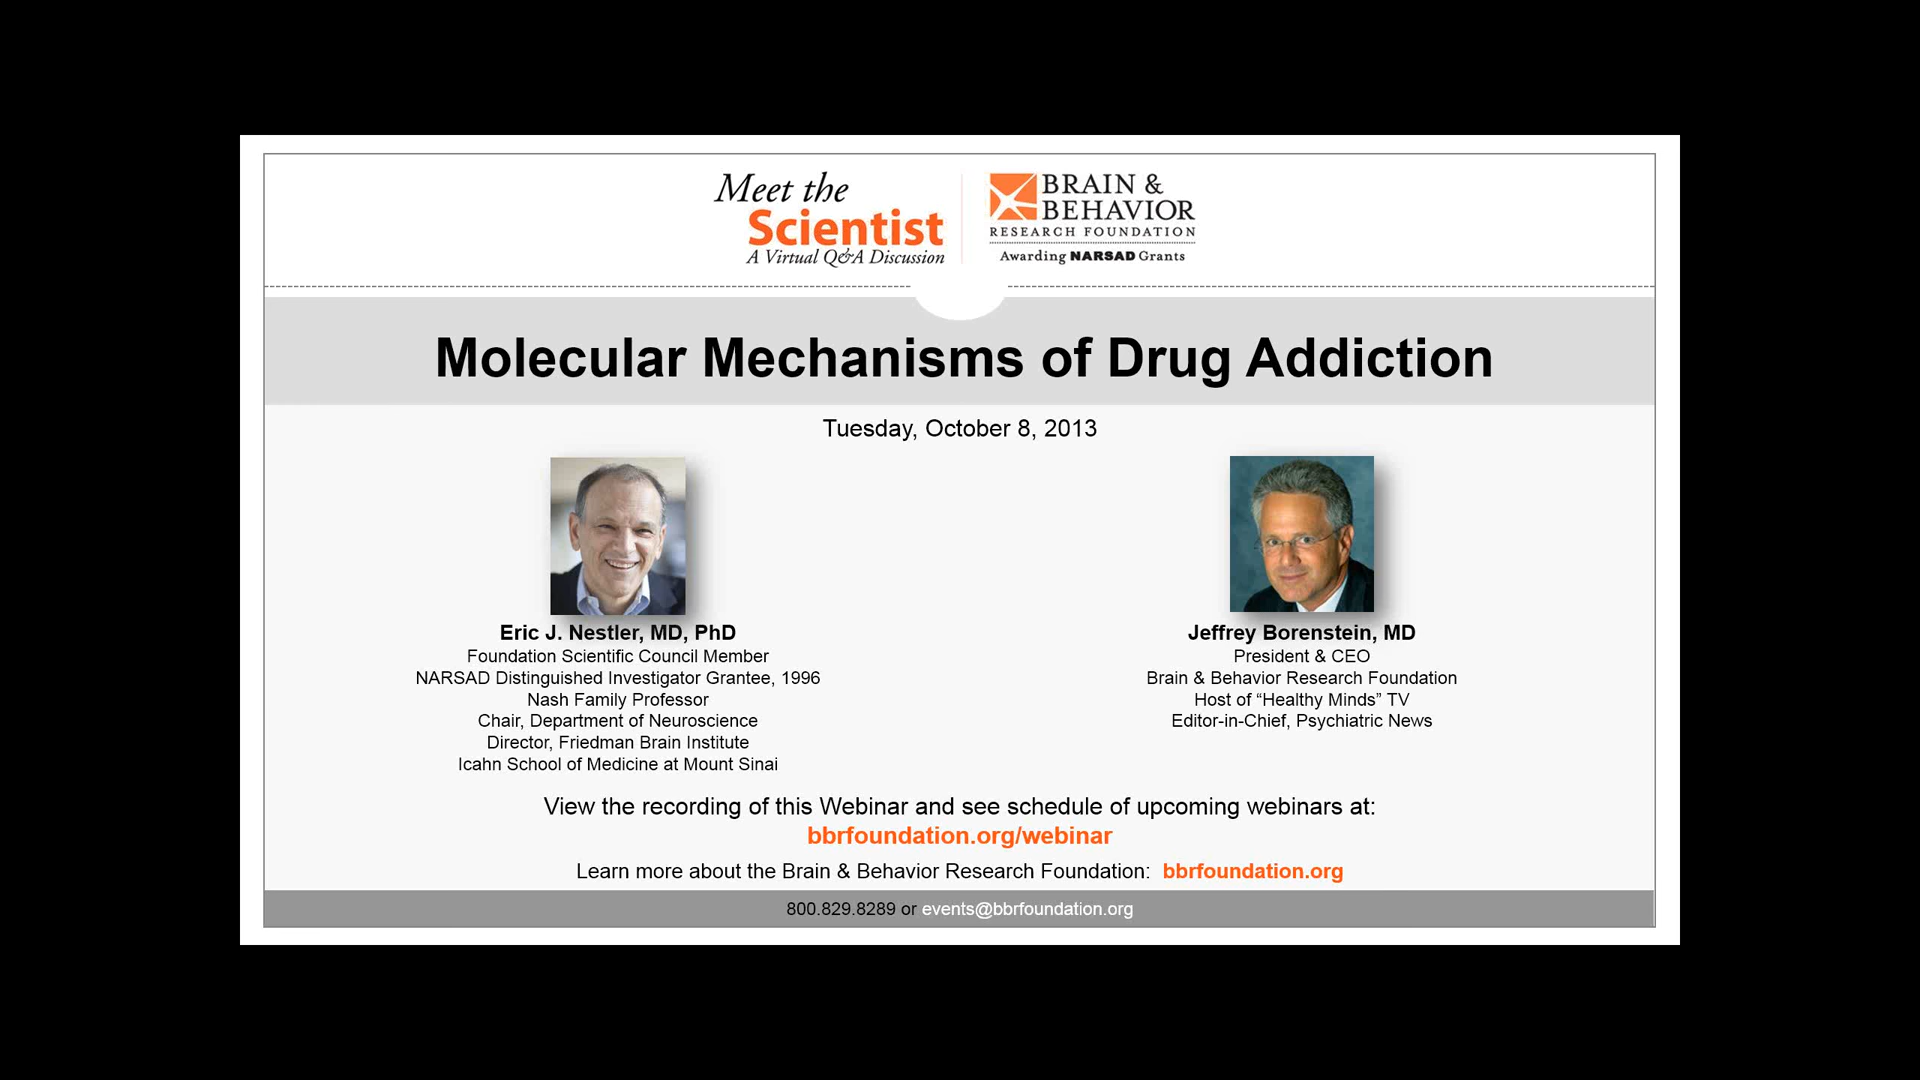 Meet the
Scientist
A Virtual Q&A Discussion
BRAIN &
BEHAVIOR
RESEARCH FOUNDATION
Awarding NARSAD Grants
Molecular Mechanisms of Drug Addiction
Tuesday, October 8, 2013
Eric J. Nestler, MD, PhD
Foundation Scientific Council Member
NARSAD Distinguished Investigator Grantee, 1996
Nash Family Professor
Chair, Department of Neuroscience
Director, Friedman Brain Institute
Icahn School of Medicine at Mount Sinai
Jeffrey Borenstein, MD
President & CEO
Brain & Behavior Research Foundation
Host of “Healthy Minds” TV
Editor-in-Chief, Psychiatric News
View the recording of this Webinar and see schedule of upcoming webinars at:
bbrfoundation.org/webinar
Learn more about the Brain & Behavior Research Foundation: bbrfoundation.org
800.829.8289 or events@bbrfoundation.org